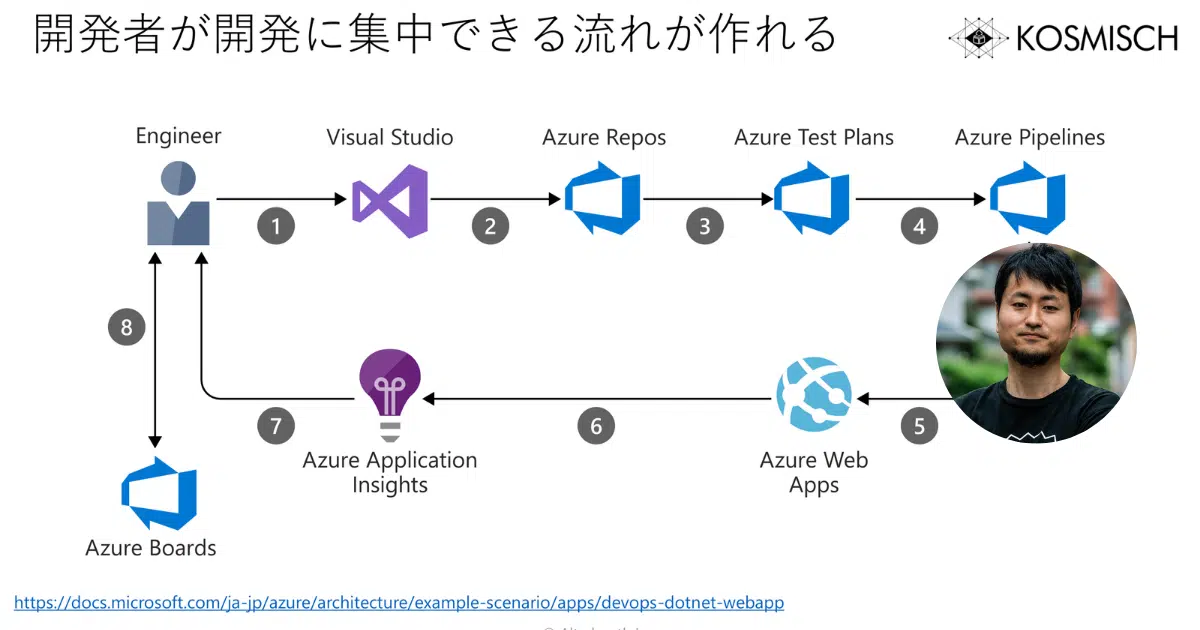 開発者が開発に集中できる流れが作れる
KOSMISCH
Engineer
Visual Studio
Azure Repos
Azure Test Plans
Azure Pipelines
1
2
3
4
8
7
6
5
Azure Application
Insights
Azure Web
Apps
Azure Boards
https://docs.microsoft.com/ja-jp/azure/architecture/example-scenario/apps/devops-dotnet-webapp